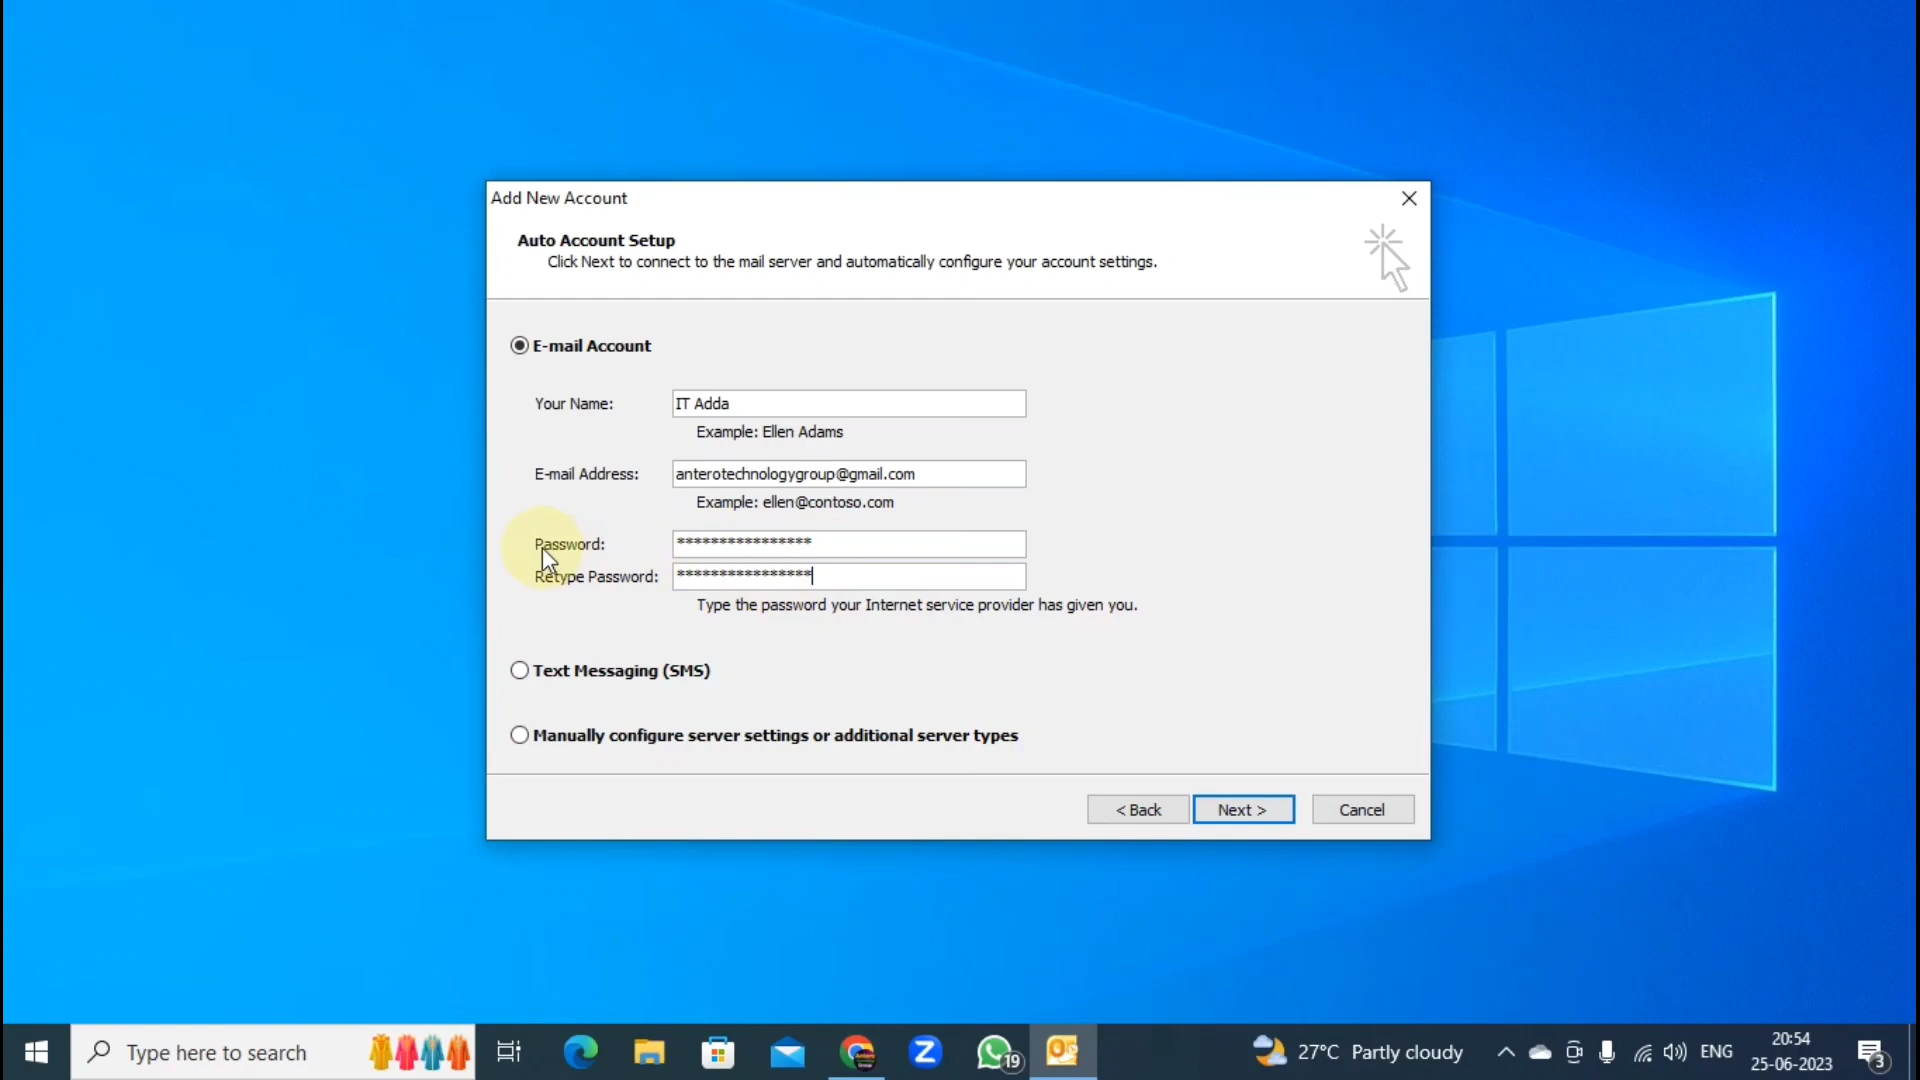 Add New Account
Auto Account Setup
Click Next to connect to the mail server and automatically configure your account settings.
E-mail Account
Your Name: IT Adda
Example: Ellen Adams
E-mail Address: anterotechnologygroup@gmail.com
Example: ellen@contoso.com
Password: ****************
Retype Password: ****************
Type the password your Internet service provider has given you.
Text Messaging (SMS)
Manually configure server settings or additional server types
< Back Next > Cancel
Type here to search 19 27°C Partly cloudy ENG 20:54
25-06-2023 3